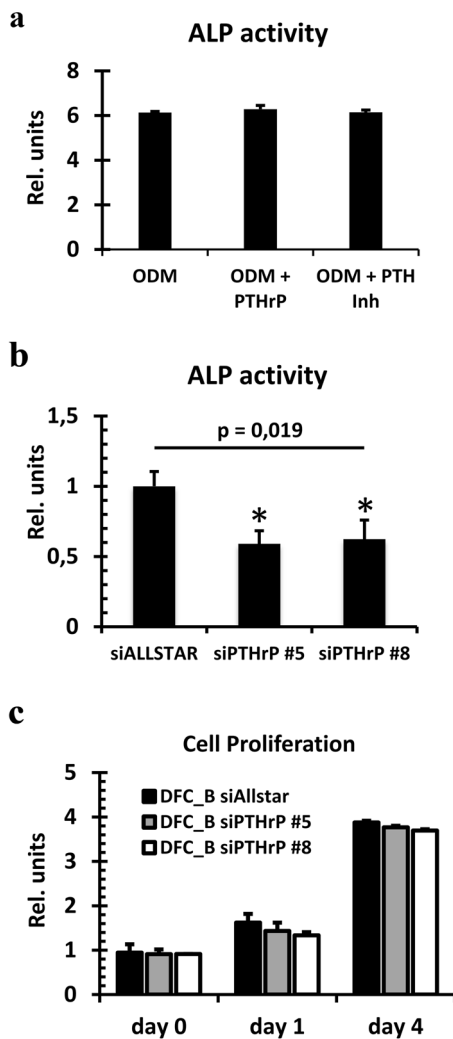 a
ALP activity
Rel. units
8
6
4
2
0
ODM
ODM +
PTHrP
ODM + PTH
Inh
b
ALP activity
Rel. units
1,5
p = 0,019
1
*
*
0,5
0
siALLSTAR
siPTHrP #5
siPTHrP #8
c
Cell Proliferation
Rel. units
5
DFC_B siAllstar
DFC_B siPTHrP #5
4
DFC_B siPTHrP #8
3
2
1
0
day 0
day 1
day 4